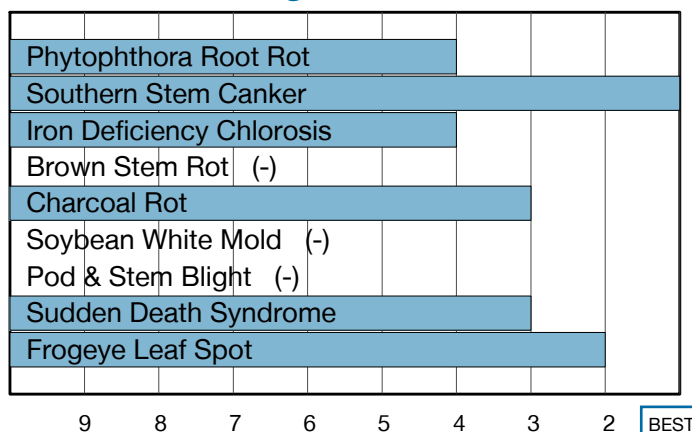 Phytophthora Root Rot
Southern Stem Canker
Iron Deficiency Chlorosis
Brown Stem Rot (-)
Charcoal Rot
Soybean White Mold (-)
Pod & Stem Blight (-)
Sudden Death Syndrome
Frogeye Leaf Spot
9 8 7 6 5 4 3 2 BEST